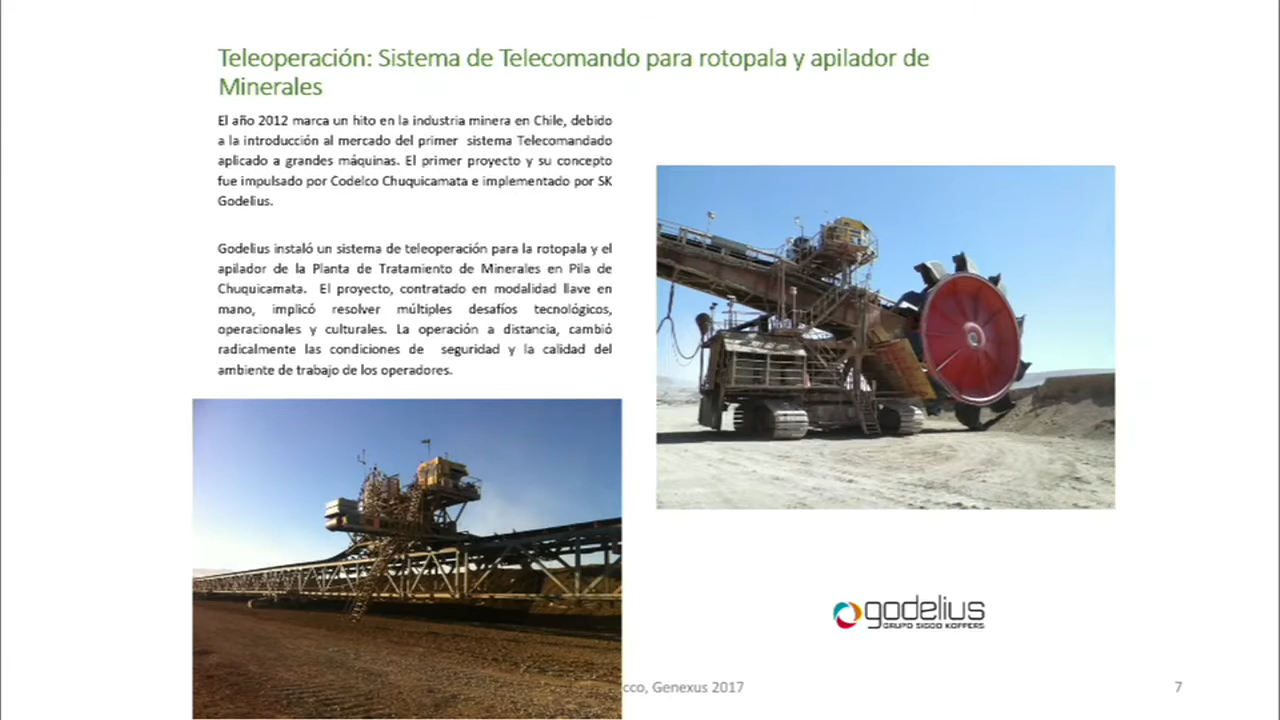 Teleoperación: Sistema de Telecomando para rotopala y apilador de
Minerales
El año 2012 marca un hito en la industria minera en Chile, debido
a la introducción al mercado del primer sistema Telecomandado
aplicado a grandes máquinas. El primer proyecto y su concepto
fue impulsado por Codelco Chuquicamata e implementado por SK
Godelius.
Godelius instaló un sistema de teleoperación para la rotopala y el
apilador de la Planta de Tratamiento de Minerales en Pila de
Chuquicamata. El proyecto, contratado en modalidad llave en
mano, implicó resolver múltiples desafíos tecnológicos,
operacionales y culturales. La operación a distancia, cambió
radicalmente las condiciones de seguridad y la calidad del
ambiente de trabajo de los operadores.
godelius
GRUPO SIGDO KOPPERS
cco, Genexus 2017
7